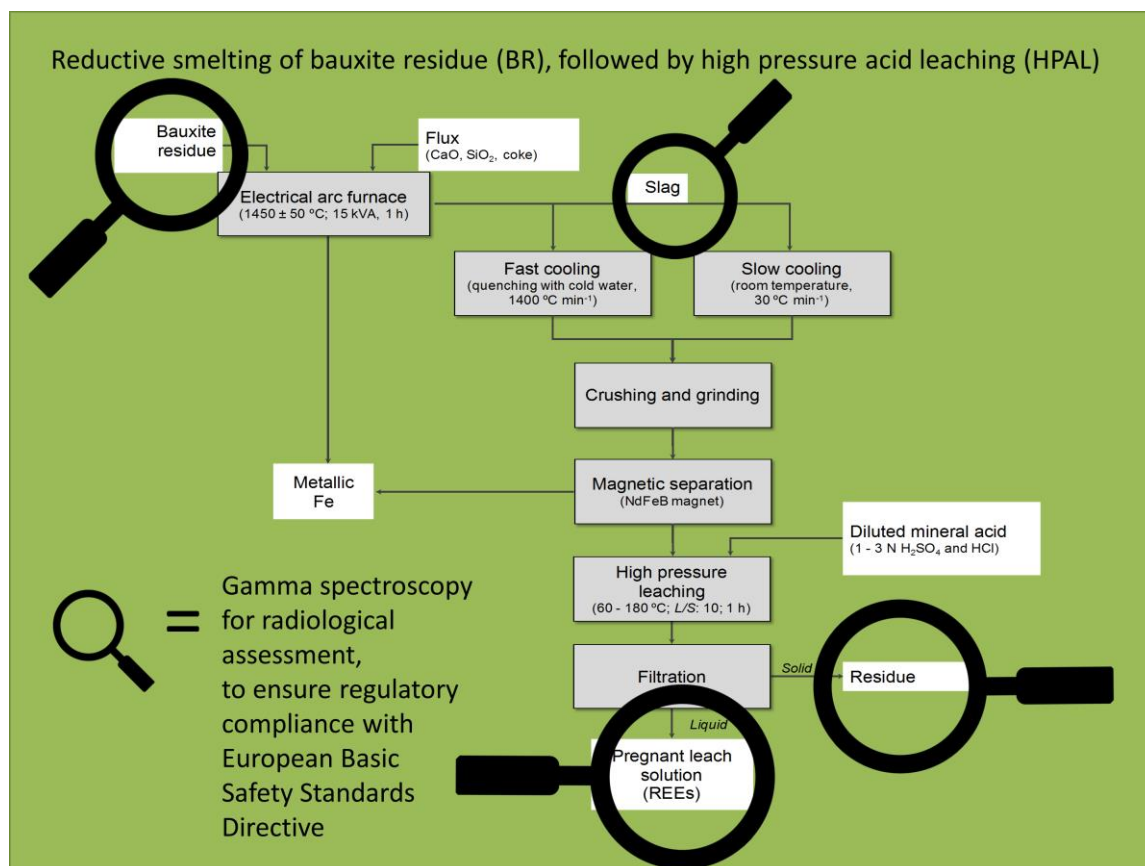 Reductive smelting of bauxite residue (BR), followed by high pressure acid leaching (HPAL)
Bauxite
residue
Flux
(CaO, SiO₂, coke)
Slag
Electrical arc furnace
(1450 ± 50 ºC; 15 kVA, 1 h)
Fast cooling
(quenching with cold water,
1400 ºC min⁻¹)
Slow cooling
(room temperature,
30 ºC min⁻¹)
Crushing and grinding
Metallic
Fe
Magnetic separation
(NdFeB magnet)
Diluted mineral acid
(1 - 3 N H₂SO₄ and HCl)
High pressure
leaching
(60 - 180 ºC; L/S: 10; 1 h)
Filtration
Solid
Residue
Liquid
Pregnant leach
solution
(REEs)
=
Gamma spectroscopy
for radiological
assessment,
to ensure regulatory
compliance with
European Basic
Safety Standards
Directive